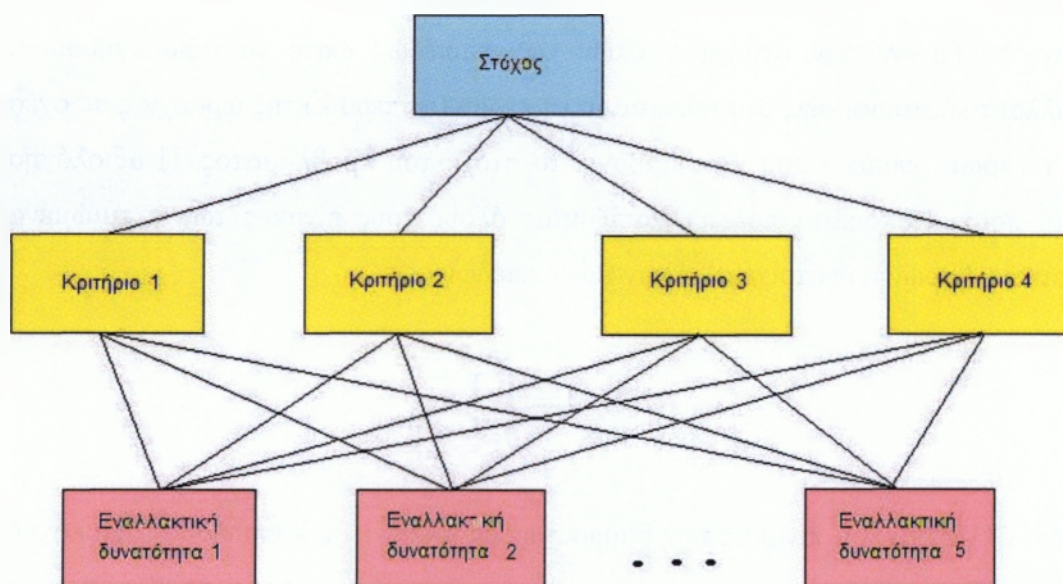 Στόχος
Κριτήριο 1
Κριτήριο 2
Κριτήριο 3
Κριτήριο 4
Εναλλακτική
δυνατότητα 1
Εναλλακτική
δυνατότητα 2
. . .
Εναλλακτική
δυνατότητα 5